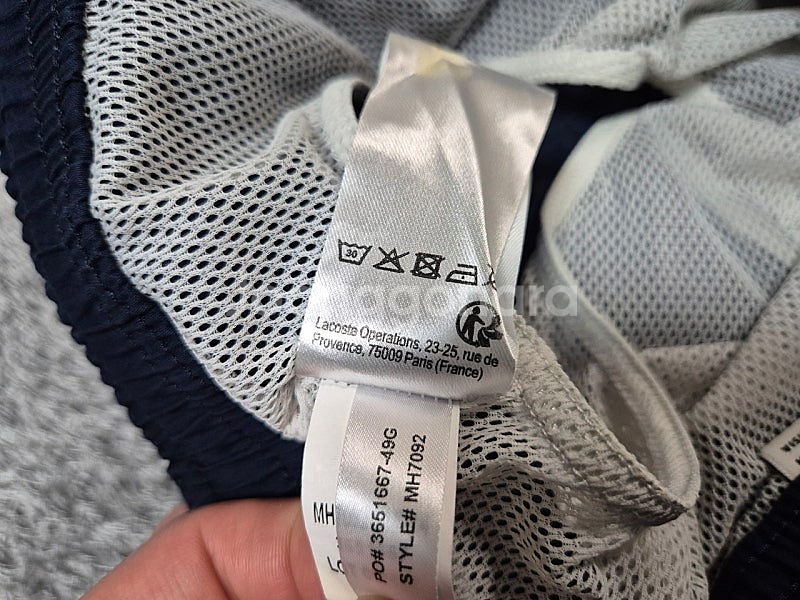 30
Lacoste Operations, 23-25, rue de
Provence, 75009 Paris (France)
MH
PO# 3651667-49G
STYLE# MH7092